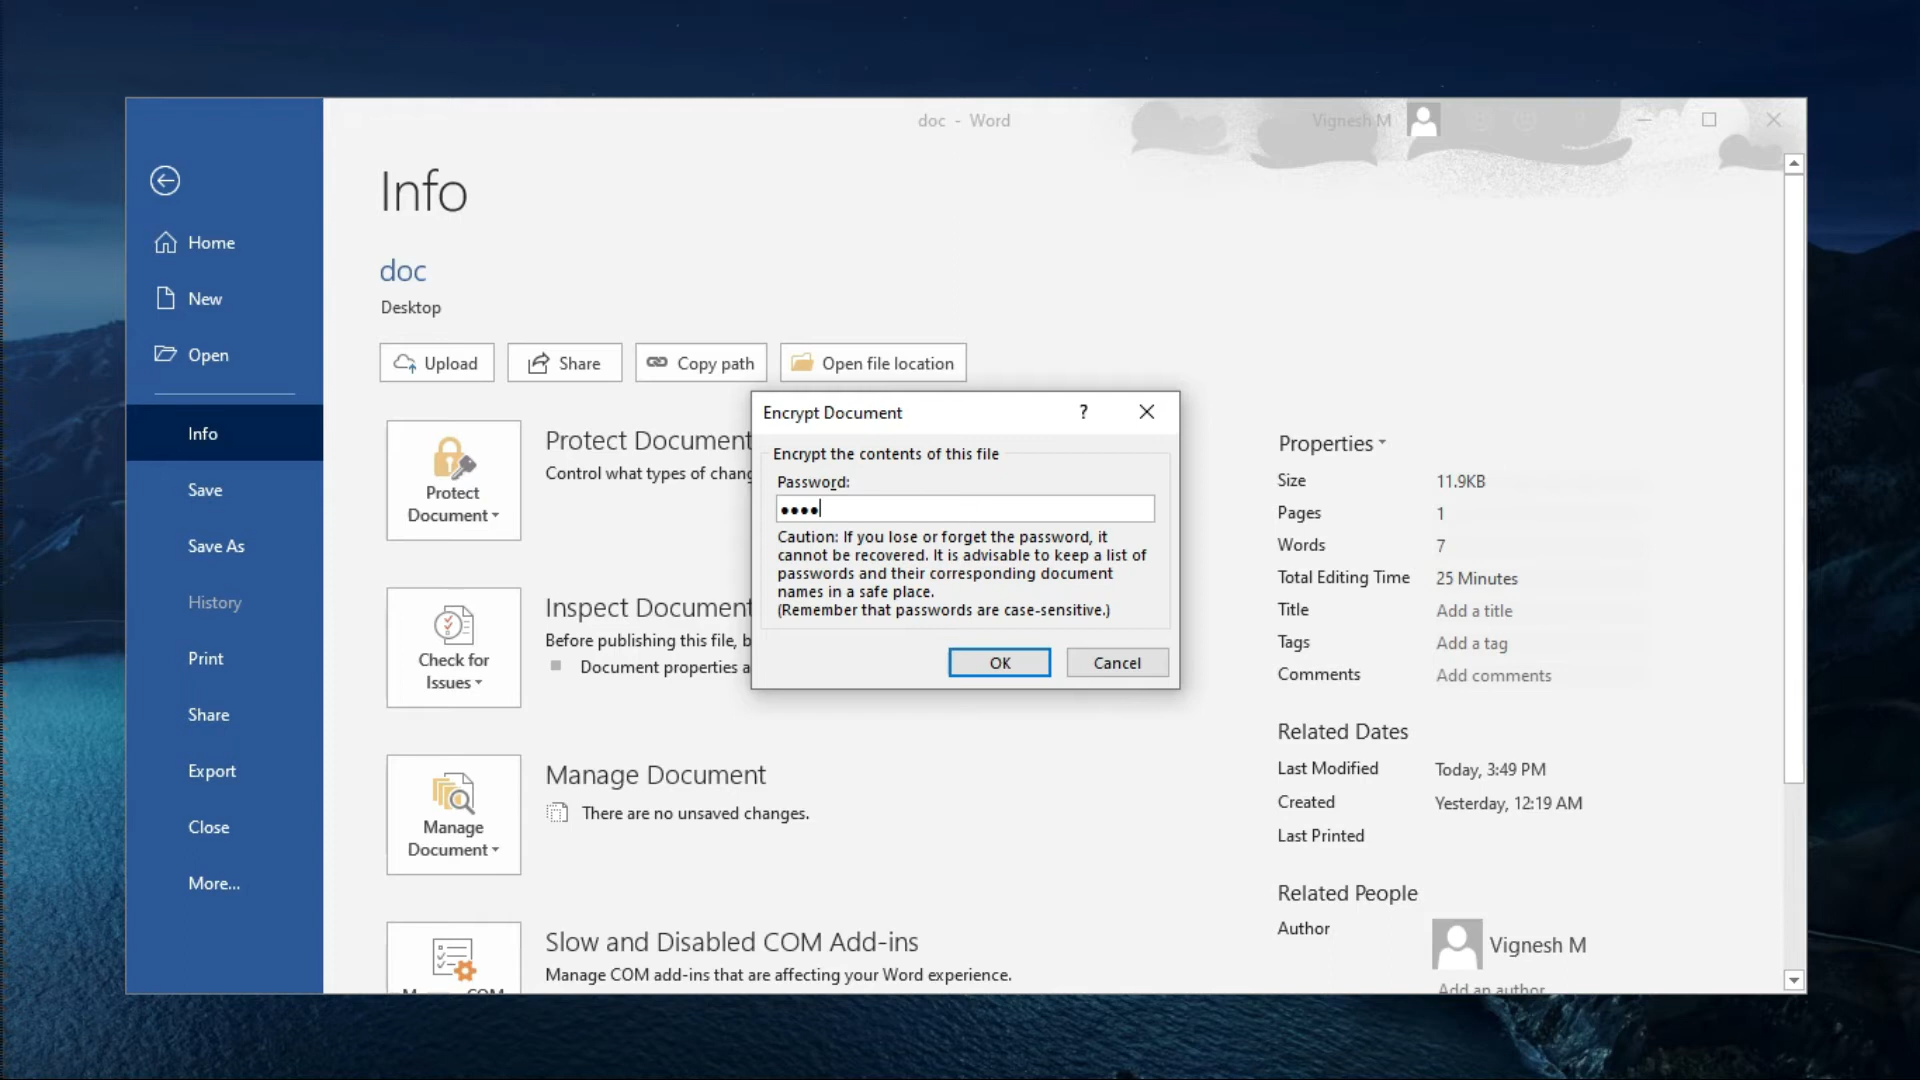 doc - Word
Vignesh M
Info
Home
New
Open
Info
Save
Save As
History
Print
Share
Export
Close
More...
doc
Desktop
Upload
Share
Copy path
Open file location
Protect Document
Protect Document
Control what types of chang
Check for Issues
Inspect Document
Before publishing this file, b
Document properties a
Manage Document
Manage Document
There are no unsaved changes.
Slow and Disabled COM Add-ins
Manage COM add-ins that are affecting your Word experience.
Encrypt Document
?
Encrypt the contents of this file
Password:
••••
Caution: If you lose or forget the password, it
cannot be recovered. It is advisable to keep a list of
passwords and their corresponding document
names in a safe place.
(Remember that passwords are case-sensitive.)
OK
Cancel
Properties
Size 11.9KB
Pages 1
Words 7
Total Editing Time 25 Minutes
Title Add a title
Tags Add a tag
Comments Add comments
Related Dates
Last Modified Today, 3:49 PM
Created Yesterday, 12:19 AM
Last Printed
Related People
Author Vignesh M
Add an author